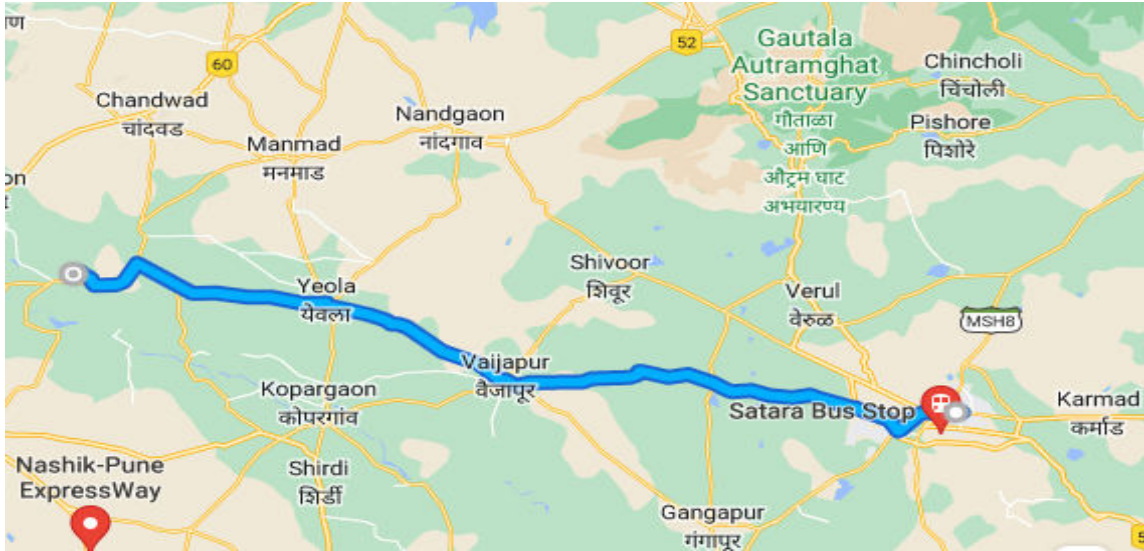 ण
52
Gautala
Autramghat
Sanctuary
गौताळा
आणि
औट्रम घाट
अभयारण्य
60
Chincholi
चिंचोली
Chandwad
चांदवड
Nandgaon
नांदगाव
Pishore
पिशोरे
Manmad
मनमाड
on
Shivoor
शिवूर
Yeola
येवला
Verul
वेरुळ
MSH8
Vaijapur
वैजापूर
Kopargaon
कोपरगांव
Satara Bus Stop
Karmad
कर्माड
Nashik-Pune
ExpressWay
Shirdi
शिर्डी
Gangapur
गंगापूर